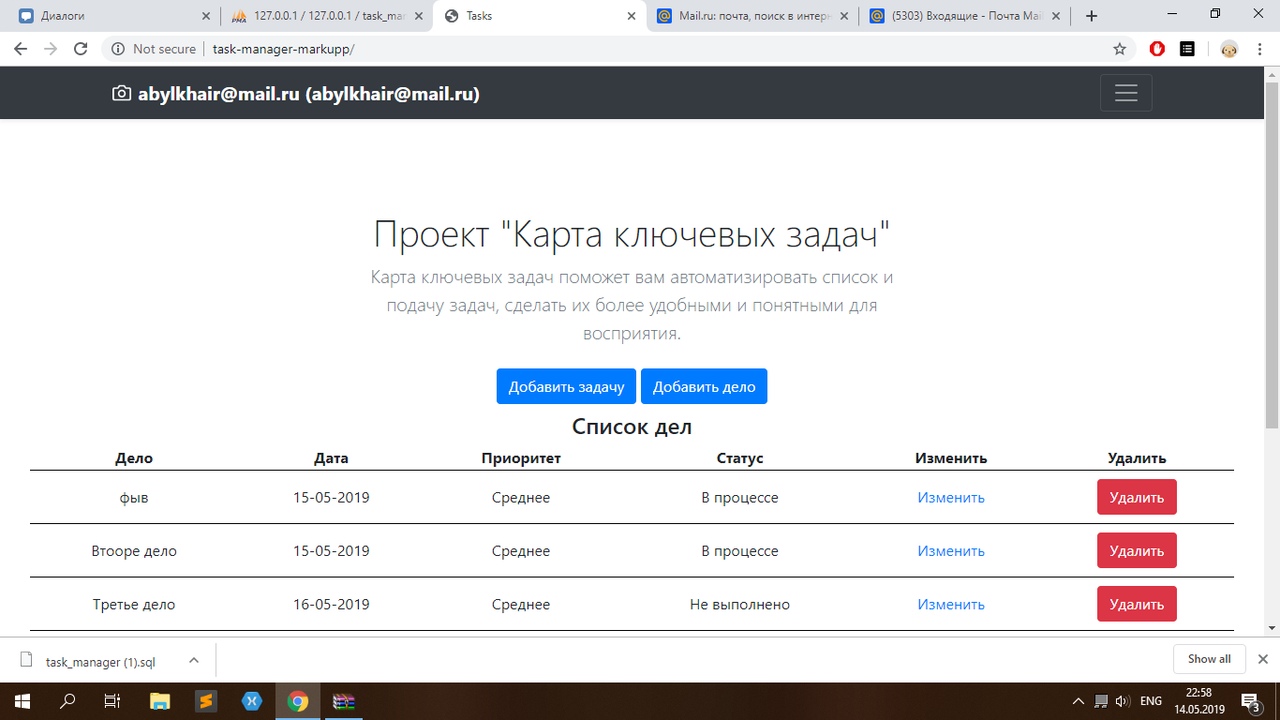 Диалоги
127.0.0.1 / 127.0.0.1 / task_mar
Tasks
Mail.ru: почта, поиск в интерн
(5303) Входящие - Почта Mail
Not secure
task-manager-markupp/
abylkhair@mail.ru (abylkhair@mail.ru)
Проект "Карта ключевых задач"
Карта ключевых задач поможет вам автоматизировать список и
подачу задач, сделать их более удобными и понятными для
восприятия.
Добавить задачу Добавить дело
Список дел
Дело Дата Приоритет Статус Изменить Удалить
фыв 15-05-2019 Среднее В процессе Изменить Удалить
Втооре дело 15-05-2019 Среднее В процессе Изменить Удалить
Третье дело 16-05-2019 Среднее Не выполнено Изменить Удалить
task_manager (1).sql
Show all
ENG
22:58
14.05.2019
3